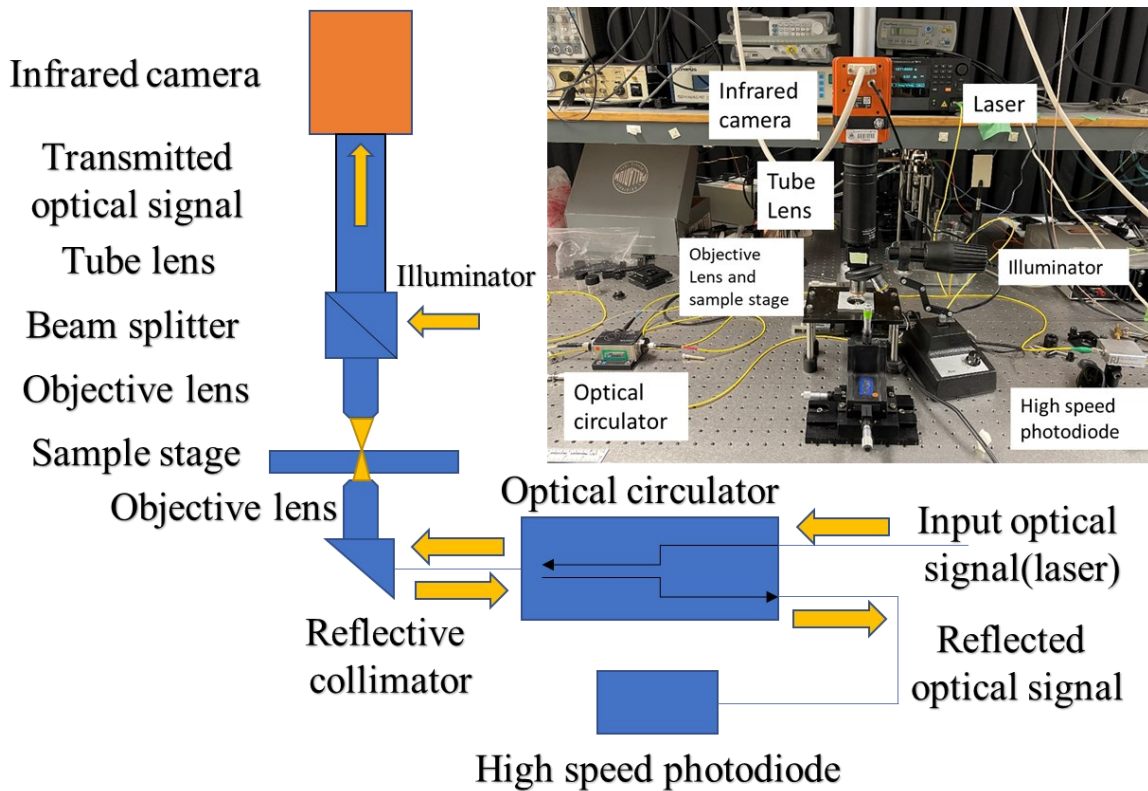 Infrared camera
Transmitted
optical signal
Tube lens
Illuminator
Beam splitter
Objective lens
Sample stage
Objective lens
Optical circulator
Input optical
signal(laser)
Reflective
collimator
Reflected
optical signal
High speed photodiode
Infrared
camera
Laser
Tube
Lens
Objective
Lens and
sample stage
Illuminator
Optical
circulator
High speed
photodiode